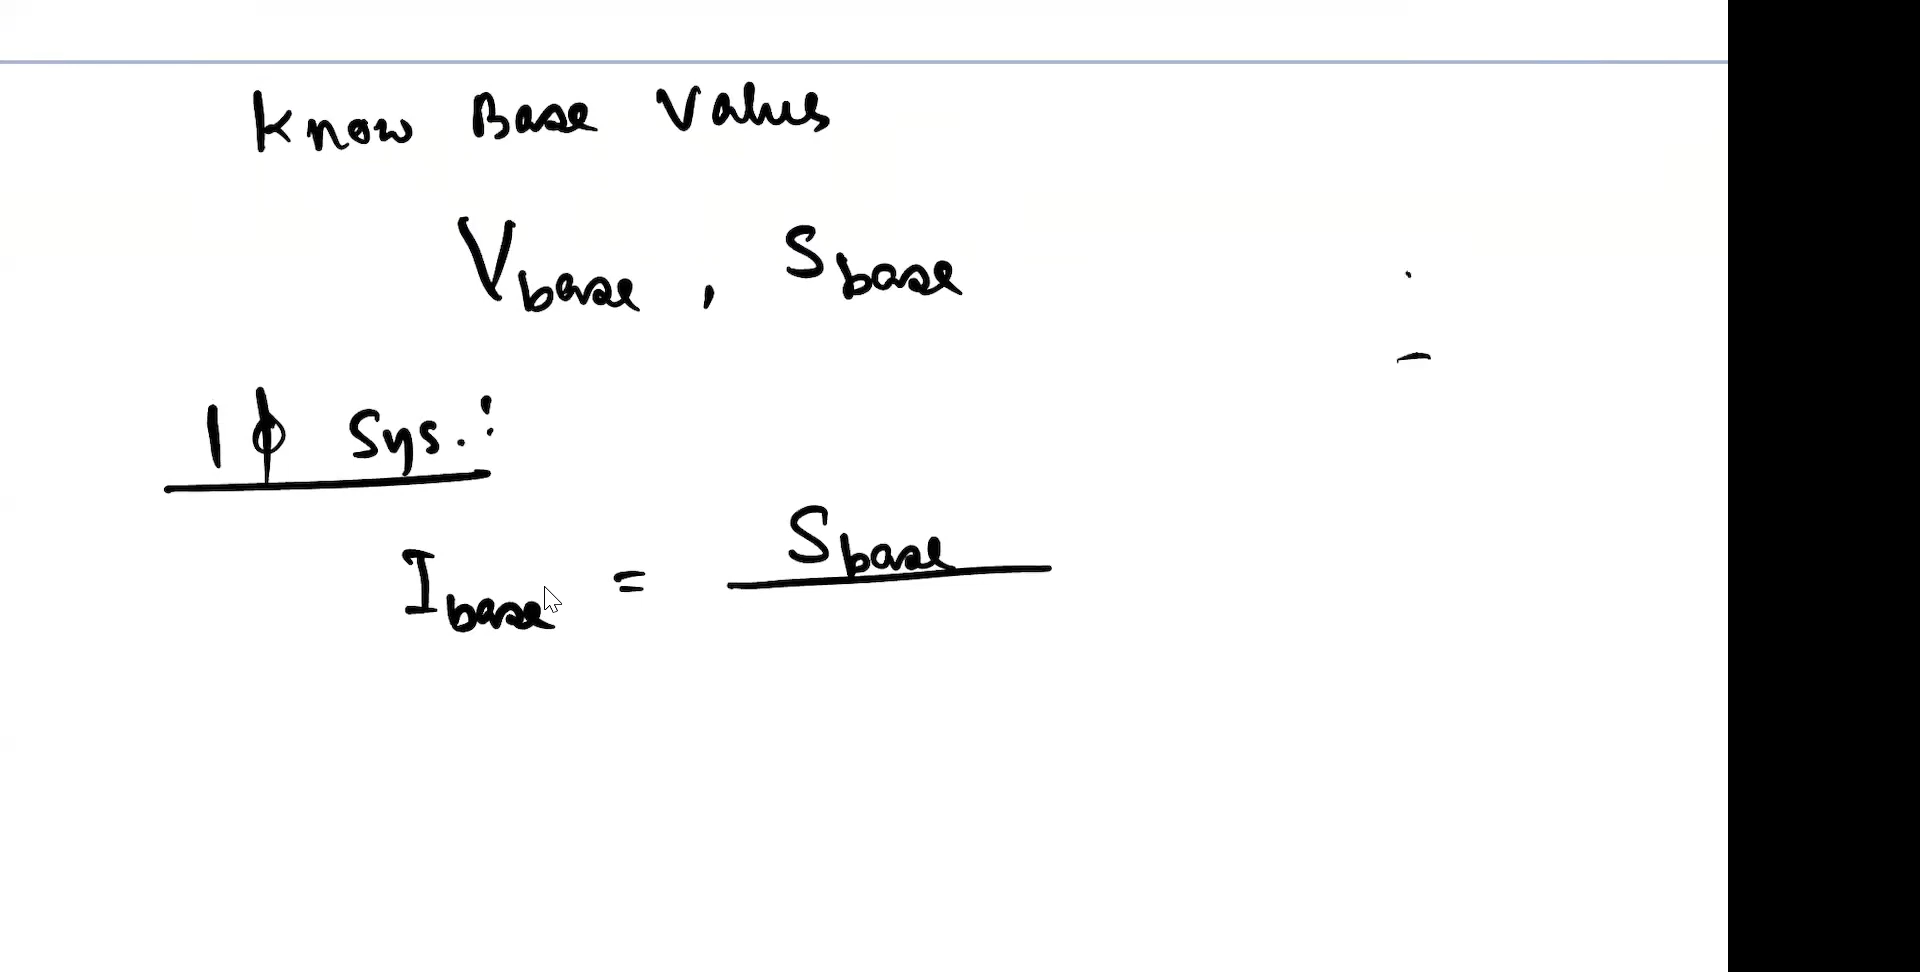 Know Base Values
Vbase , Sbase
1ϕ Sys. :
Ibase = Sbase